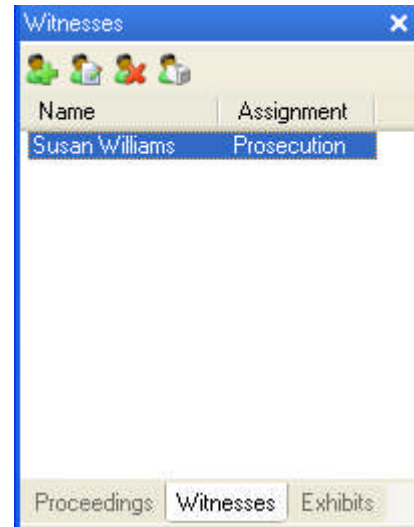 Witnesses
Name Assignment
Susan Williams Prosecution
Proceedings Witnesses Exhibits